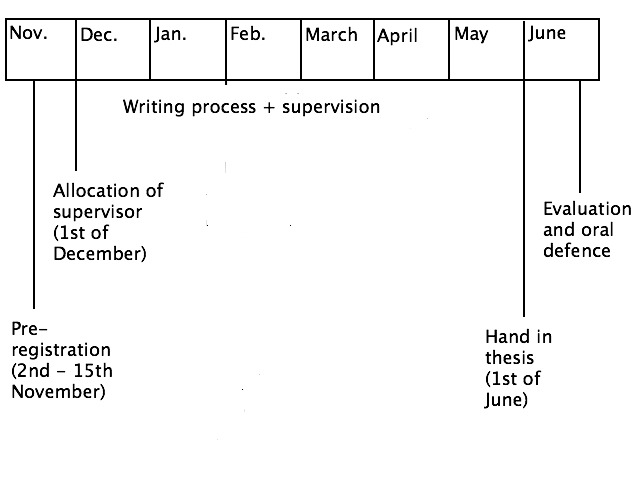 Nov. Dec. Jan. Feb. March April May June
Writing process + supervision
Allocation of
supervisor
(1st of
December)
Evaluation
and oral
defence
Pre-
registration
(2nd - 15th
November)
Hand in
thesis
(1st of
June)